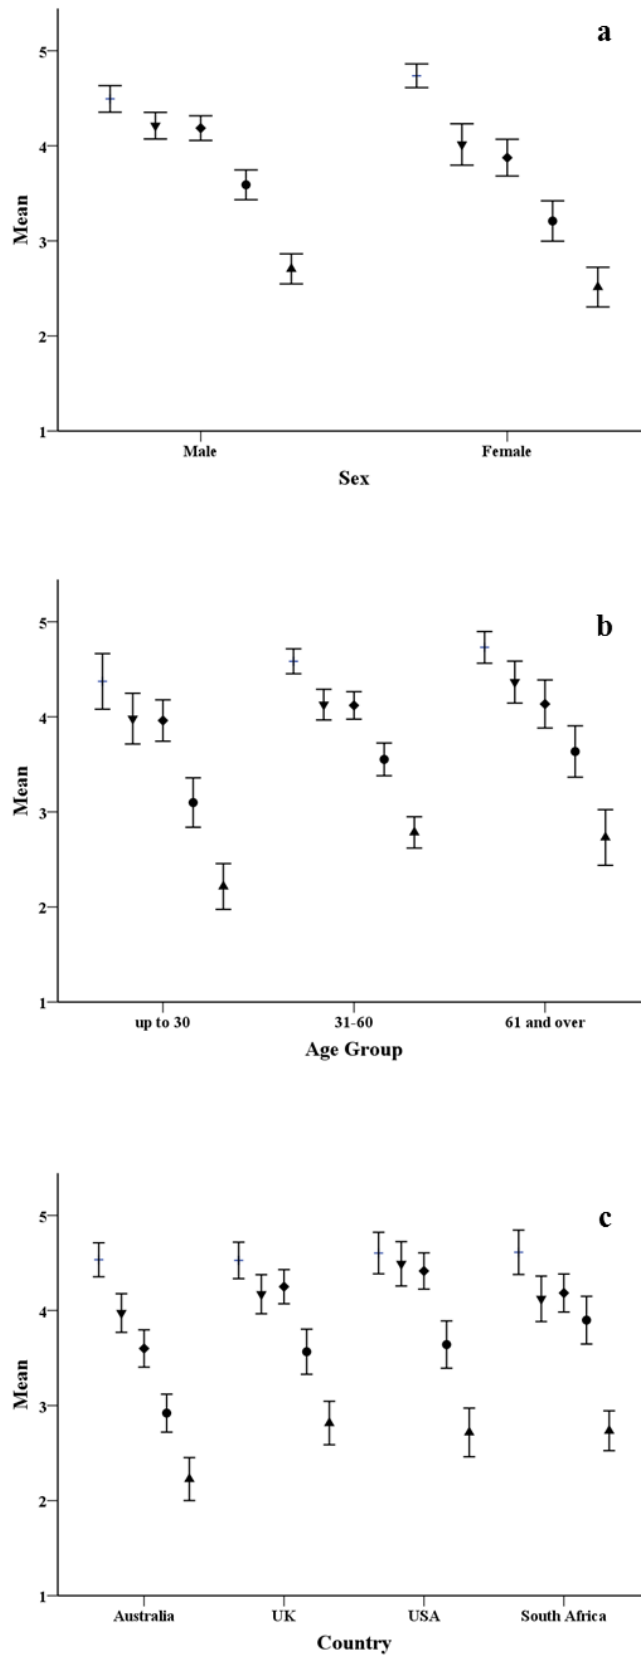 a
5
4
3
2
1
Mean
Male Female
Sex
b
5
4
3
2
1
Mean
up to 30 31-60 61 and over
Age Group
c
5
4
3
2
1
Mean
Australia UK USA South Africa
Country